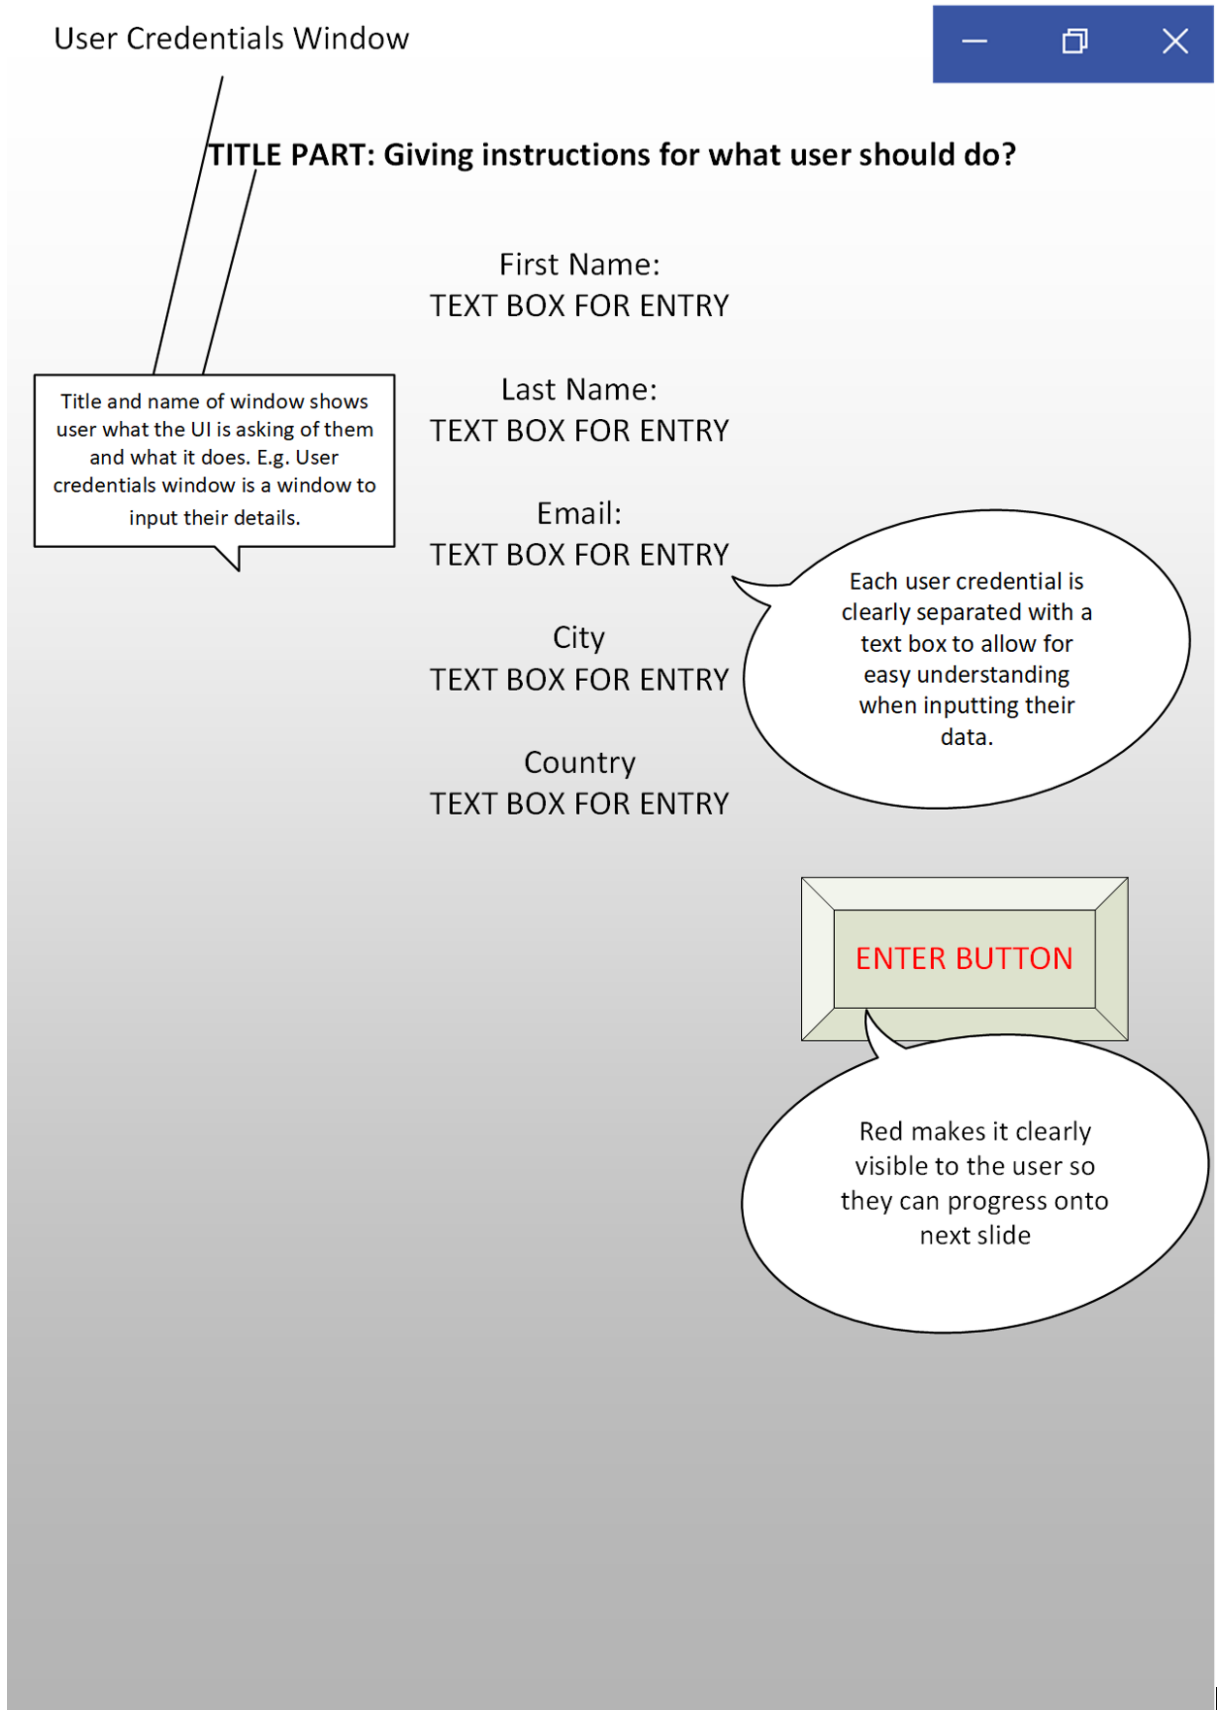 User Credentials Window
TITLE PART: Giving instructions for what user should do?
First Name:
TEXT BOX FOR ENTRY
Last Name:
TEXT BOX FOR ENTRY
Title and name of window shows
user what the UI is asking of them
and what it does. E.g. User
credentials window is a window to
input their details.
Email:
TEXT BOX FOR ENTRY
City
TEXT BOX FOR ENTRY
Country
TEXT BOX FOR ENTRY
Each user credential is
clearly separated with a
text box to allow for
easy understanding
when inputting their
data.
ENTER BUTTON
Red makes it clearly
visible to the user so
they can progress onto
next slide